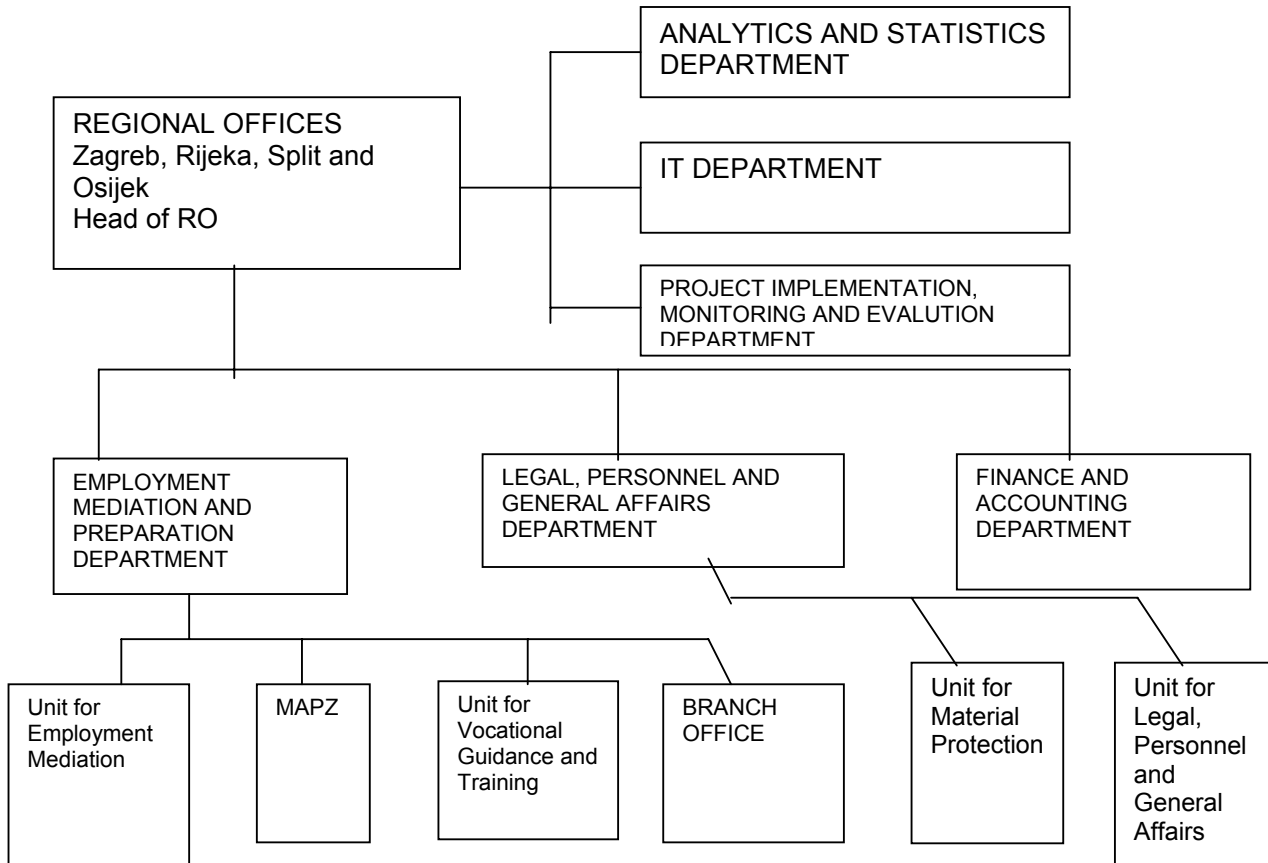 ANALYTICS AND STATISTICS
DEPARTMENT
REGIONAL OFFICES
Zagreb, Rijeka, Split and
Osijek
Head of RO
IT DEPARTMENT
PROJECT IMPLEMENTATION,
MONITORING AND EVALUTION
DEPARTMENT
EMPLOYMENT
MEDIATION AND
PREPARATION
DEPARTMENT
LEGAL, PERSONNEL AND
GENERAL AFFAIRS
DEPARTMENT
FINANCE AND
ACCOUNTING
DEPARTMENT
Unit for
Employment
Mediation
MAPZ
Unit for
Vocational
Guidance and
Training
BRANCH
OFFICE
Unit for
Material
Protection
Unit for
Legal,
Personnel
and
General
Affairs